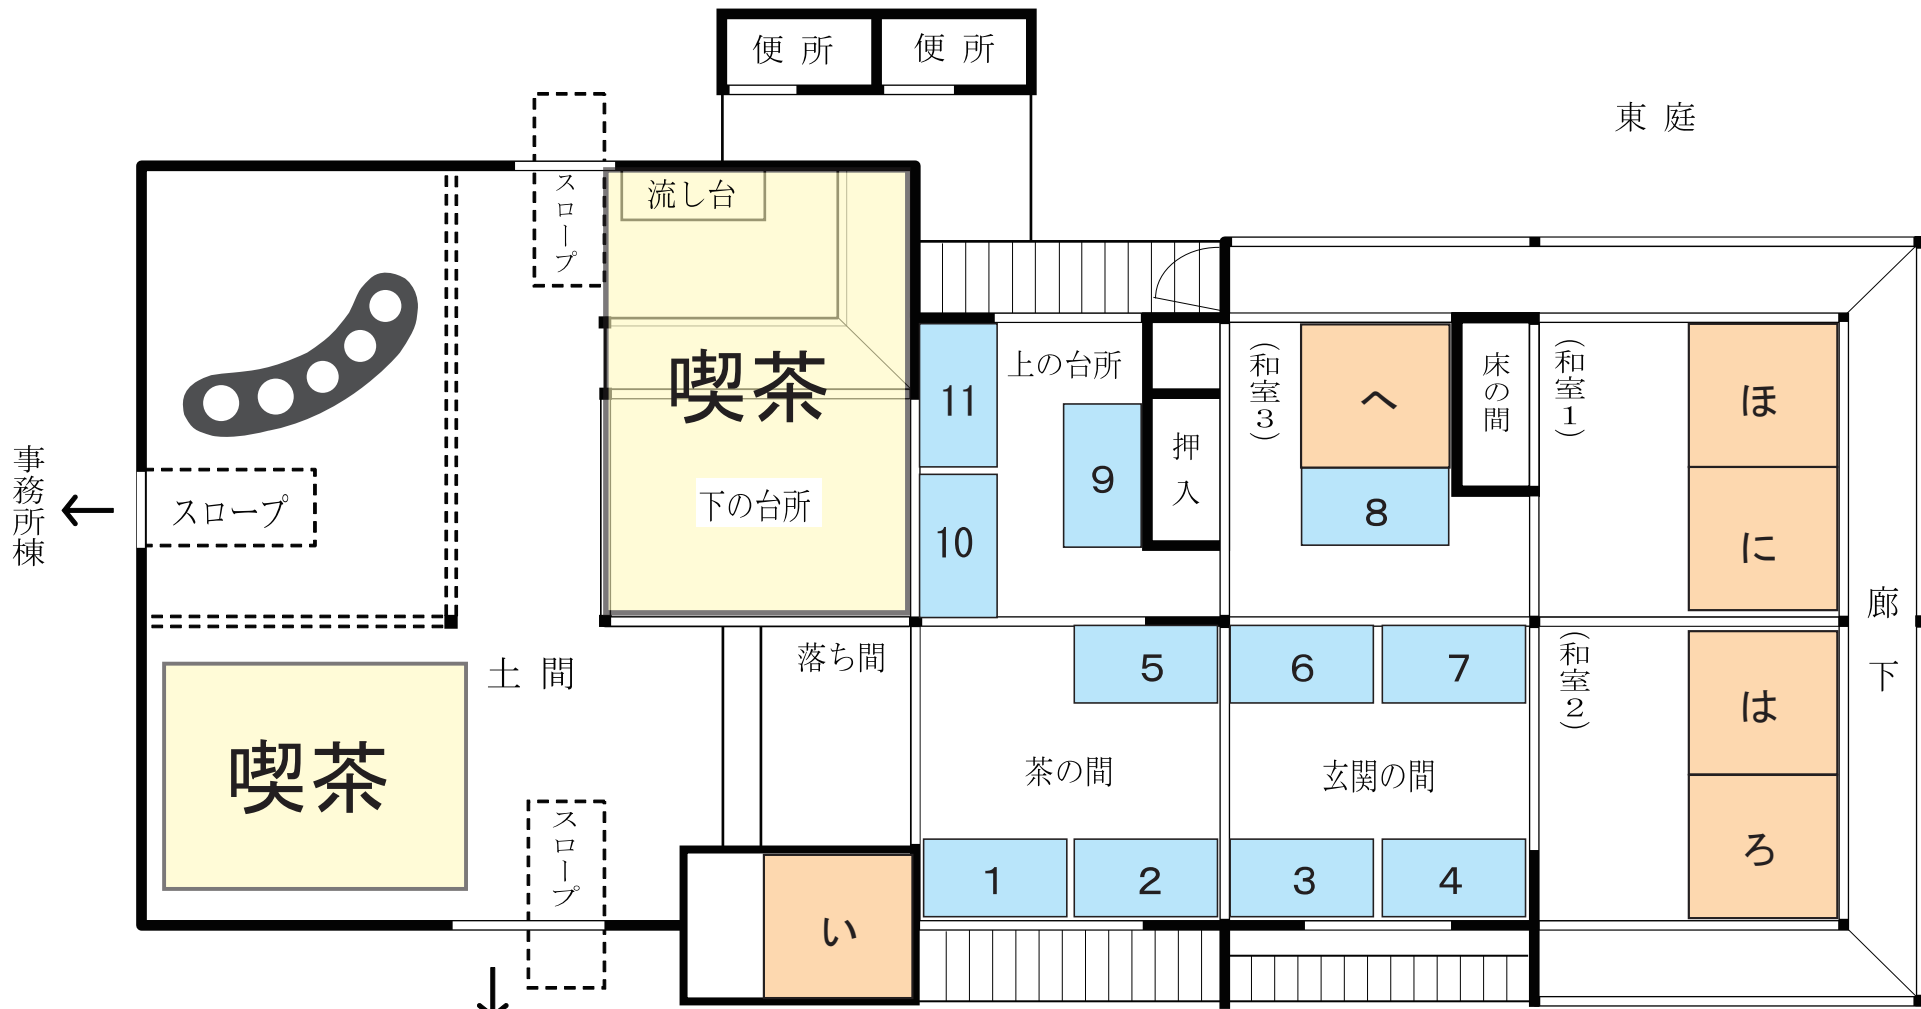 便所
便所
東庭
スロープ
流し台
喫茶
下の台所
上の台所
11
10
9
押入
(和室3)
へ
8
床の間
(和室1)
ほ
に
事務所棟
←
スロープ
廊下
土間
落ち間
5
6
7
(和室2)
は
ろ
喫茶
茶の間
玄関の間
スロープ
い
1
2
3
4
↓